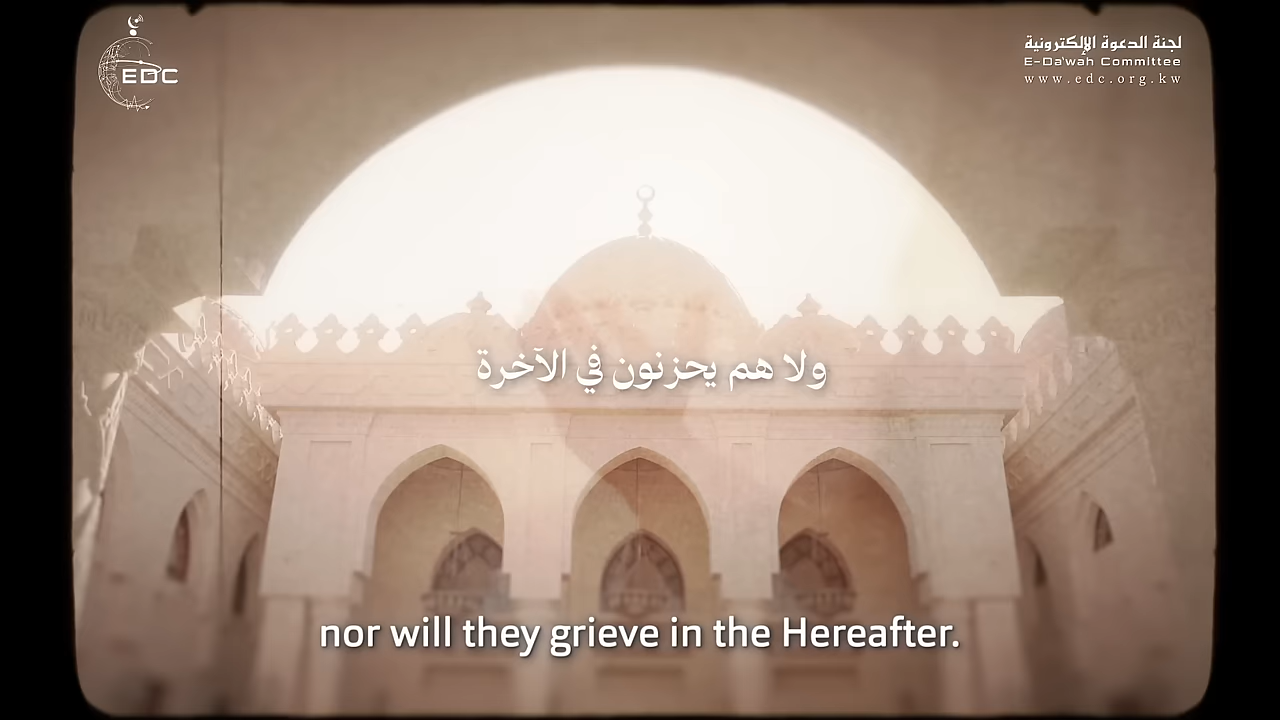 EDC
لجنة الدعوة الإلكترونية
E-Da'wah Committee
www.edc.org.kw
ولا هم يحزنون في الآخرة
nor will they grieve in the Hereafter.